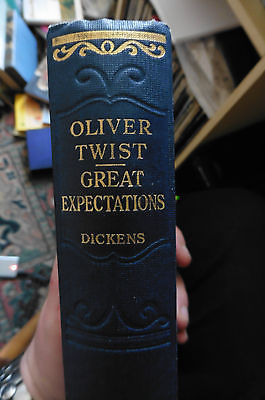 OLIVER
TWIST
GREAT
EXPECTATIONS
DICKENS